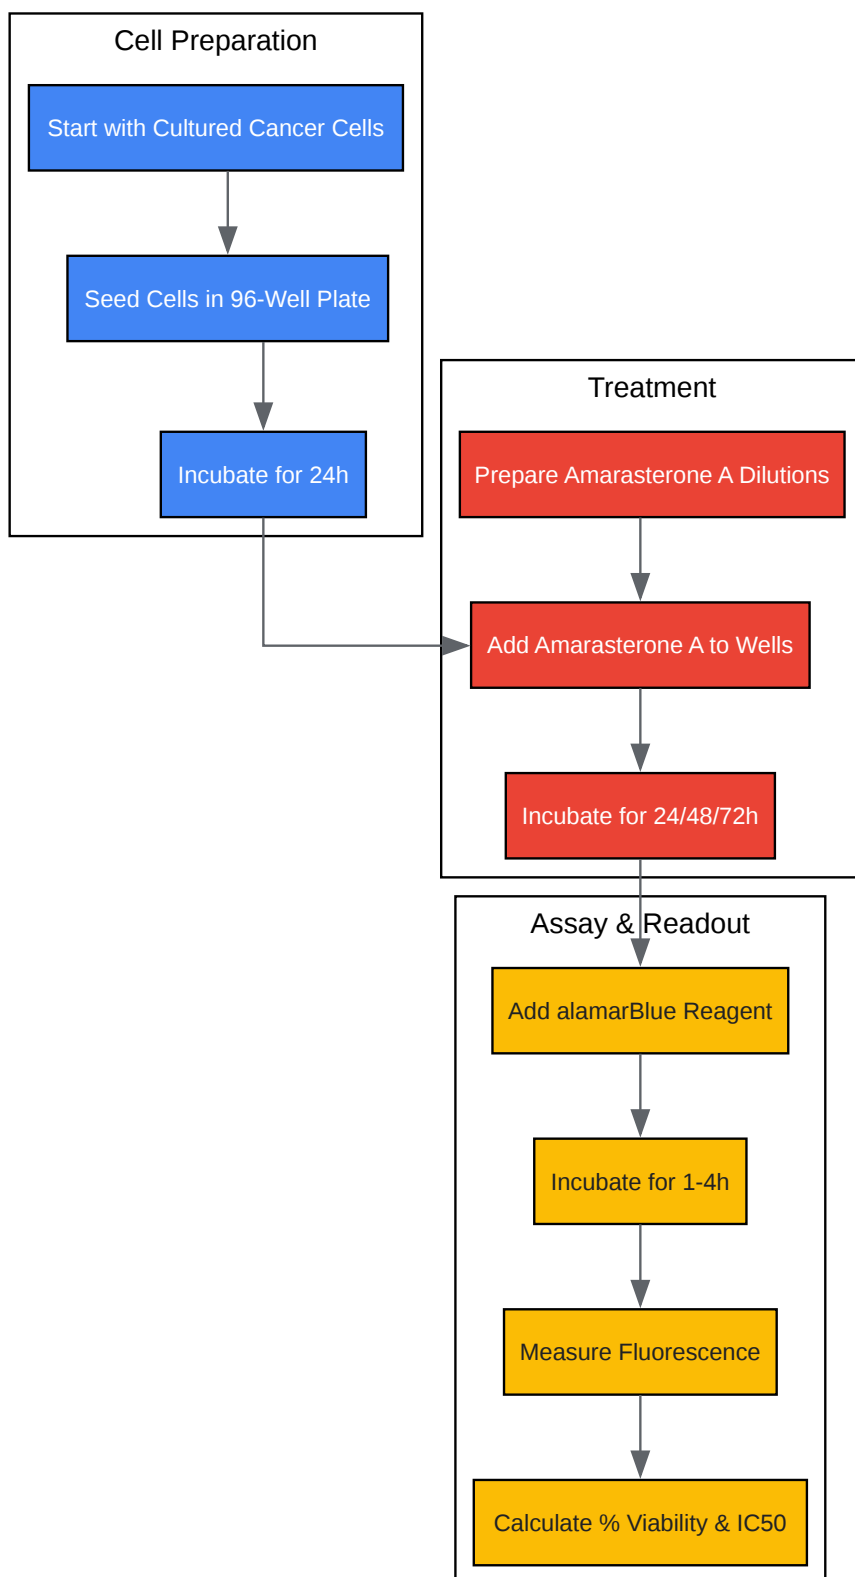 Cell Preparation
Start with Cultured Cancer Cells
Seed Cells in 96-Well Plate
Incubate for 24h
Treatment
Prepare Amarasterone A Dilutions
Add Amarasterone A to Wells
Incubate for 24/48/72h
Assay & Readout
Add alamarBlue Reagent
Incubate for 1-4h
Measure Fluorescence
Calculate % Viability & IC50